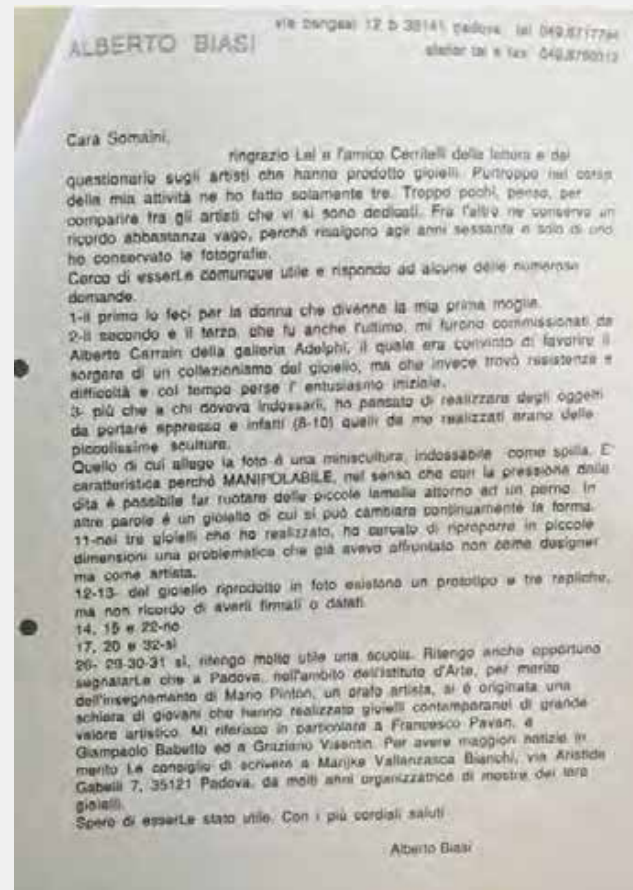 ALBERTO BIASI
12 b padova tel
tel e fax
Cara Somaini,
ringrazio Lei e l'amico Cerritelli della lettera e del
questionario sugli artisti che hanno prodotto gioielli. Purtroppo nel corso
della mia attività ne ho fatto solamente tre. Troppo pochi, penso, per
comparire tra gli artisti che vi si sono dedicati. Fra l'altro ne conservo un
ricordo abbastanza vago, perché risalgono agli anni sessanta e solo di uno
ho conservato le fotografie.
Cerco di esserLe comunque utile e rispondo ad alcune delle numerose
domande.
1-il primo lo feci per la donna che divenne la mia prima moglie.
2-il secondo e il terzo, che fu anche l'ultimo, mi furono commissionati da
Alberto Carrain della galleria Adelphi, il quale era convinto di favorire il
sorgere di un collezionismo del gioiello, ma che invece trovò resistenze e
difficoltà e col tempo perse l' entusiasmo iniziale.
3- più che a chi doveva indossarli, ho pensato di realizzare degli oggetti
da portare appresso e infatti (8-10) quelli da me realizzati erano delle
piccolissime sculture.
Quello di cui allego la foto é una miniscultura, indossabile come spilla. E'
caratteristica perchè MANIPOLABILE, nel senso che con la pressione delle
dita è possibile far ruotare delle piccole lamelle attorno ad un perno. In
altre parole é un gioiello di cui si può cambiare continuamente la forma.
11-nei tre gioielli che ho realizzato, ho cercato di riproporre in piccole
dimensioni una problematica che già avevo affrontato non come designer
ma come artista.
12-13- del gioiello riprodotto in foto esistono un prototipo e tre repliche,
ma non ricordo di averli firmati o datati.
14, 15 e 22-no
17, 20 e 32-sì
29-30-31 sì, ritengo molto utile una scuola. Ritengo anche opportuno
segnalarLe che a Padova, nell'ambito dell'Istituto d'Arte, per merito
dell'insegnamento di Mario Pinton, un orafo artista, si é originata una
schiera di giovani che hanno realizzato gioielli contemporanei di grande
valore artistico. Mi riferisco in particolare a Francesco Pavan, a
Giampaolo Babetto ed a Graziano Visentin. Per avere maggiori notizie in
merito Le consiglio di scrivere a Marijke Vallanzasca Bianchi, via Aristide
Gabelli 7, 35121 Padova, da molti anni organizzatrice di mostre dei loro
gioielli.
Spero di esserLe stato utile. Con i più cordiali saluti
Alberto Biasi